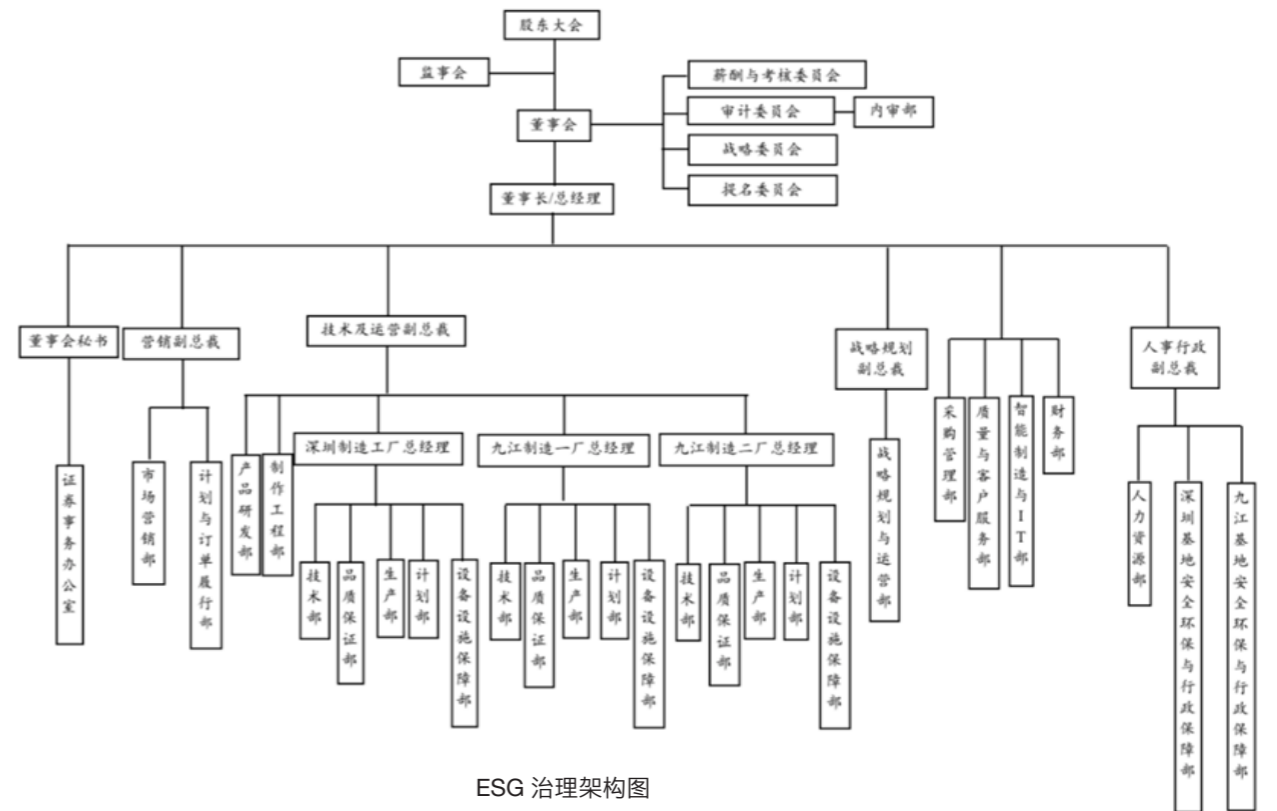 股东大会
监事会
薪酬与考核委员会
审计委员会
内审部
董事会
战略委员会
提名委员会
董事长/总经理
董事会秘书
营销副总裁
技术及运营副总裁
战略规划
副总裁
人事行政
副总裁
深圳制造工厂总经理
九江制造一厂总经理
九江制造二厂总经理
证券事务办公室
市场营销部
计划与订单履行部
产品研发部
制作工程部
技术部
品质保证部
生产部
计划部
设备设施保障部
技术部
品质保证部
生产部
计划部
设备设施保障部
技术部
品质保证部
生产部
计划部
设备设施保障部
战略规划与运营部
采购管理部
质量与客户服务部
智能制造与IT部
财务部
人力资源部
深圳基地安全环保与行政保障部
九江基地安全环保与行政保障部
ESG 治理架构图